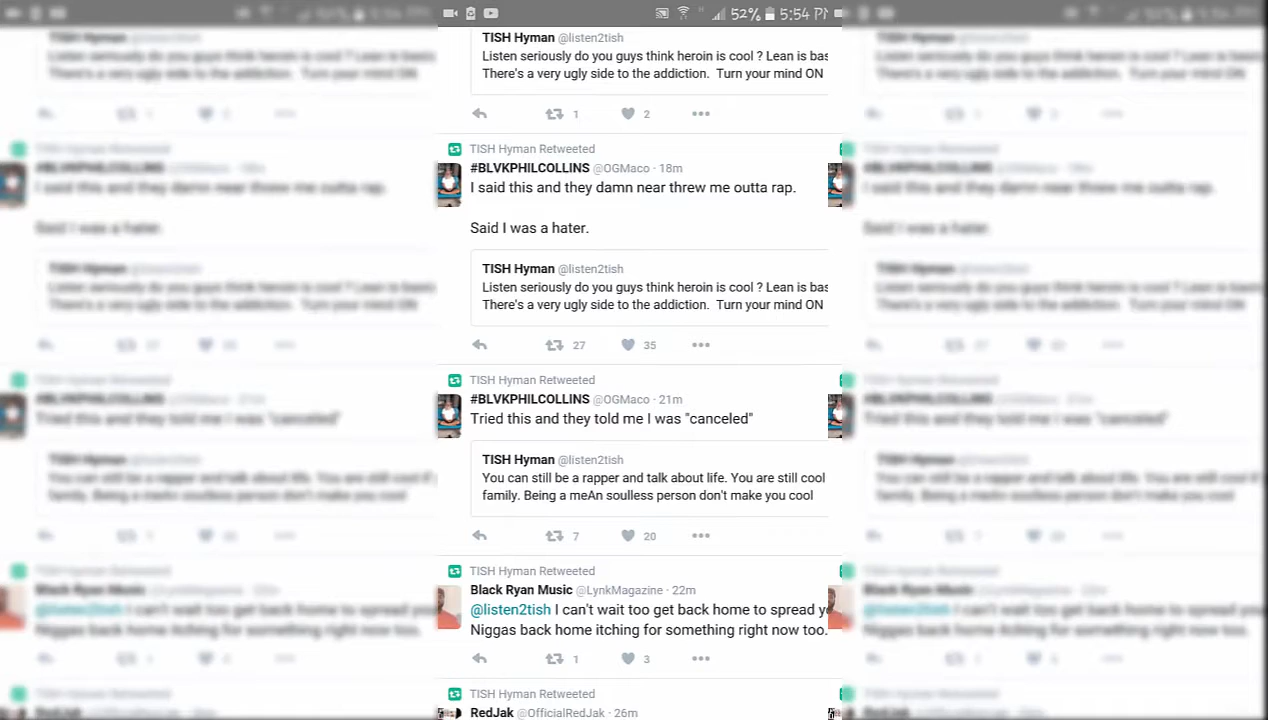 52% 5:54 PM
TISH Hyman @listen2tish
Listen seriously do you guys think heroin is cool ? Lean is bas
There's a very ugly side to the addiction. Turn your mind ON
1 2
TISH Hyman Retweeted
#BLVKPHILCOLLINS @OGMaco · 18m
I said this and they damn near threw me outta rap.
Said I was a hater.
TISH Hyman @listen2tish
Listen seriously do you guys think heroin is cool ? Lean is bas
There's a very ugly side to the addiction. Turn your mind ON
27 35
TISH Hyman Retweeted
#BLVKPHILCOLLINS @OGMaco · 21m
Tried this and they told me I was "canceled"
TISH Hyman @listen2tish
You can still be a rapper and talk about life. You are still cool
family. Being a meAn soulless person don't make you cool
7 20
TISH Hyman Retweeted
Black Ryan Music @LynkMagazine · 22m
@listen2tish I can't wait too get back home to spread yo
Niggas back home itching for something right now too.
1 3
TISH Hyman Retweeted
RedJak @OfficialRedJak · 26m